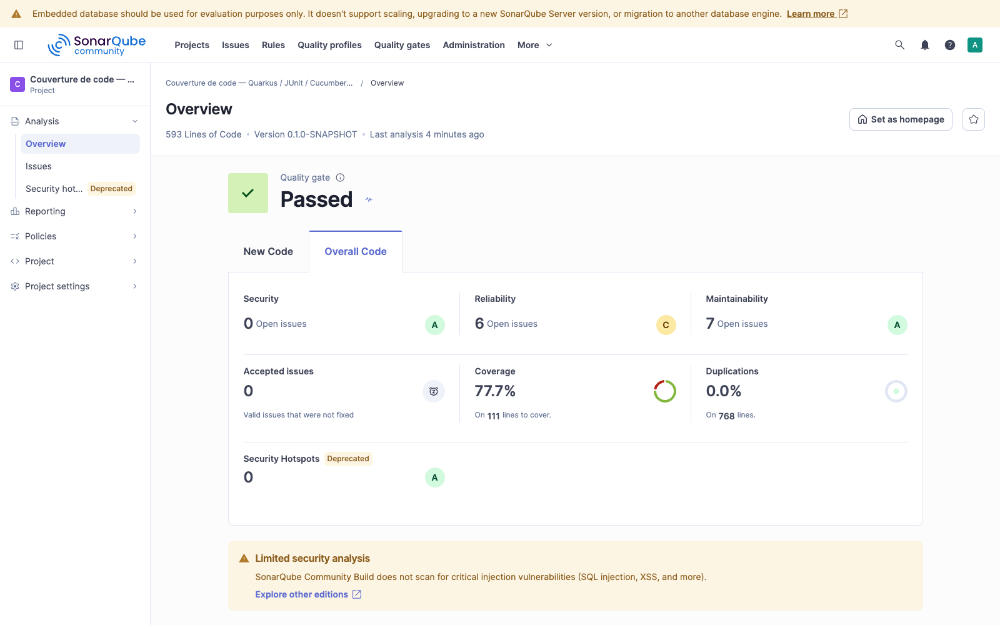 Embedded database should be used for evaluation purposes only. It doesn't support scaling, upgrading to a new SonarQube Server version, or migration to another database engine. Learn more
SonarQube community
Projects Issues Rules Quality profiles Quality gates Administration More
A
C
Couverture de code — ...
Project
Analysis
Overview
Issues
Security hot... Deprecated
Reporting
Policies
Project
Project settings
Couverture de code — Quarkus / JUnit / Cucumber... / Overview
Overview
593 Lines of Code • Version 0.1.0-SNAPSHOT • Last analysis 4 minutes ago
Set as homepage
Quality gate
Passed
New Code
Overall Code
Security
0 Open issues
A
Reliability
6 Open issues
C
Maintainability
7 Open issues
A
Accepted issues
0
Valid issues that were not fixed
Coverage
77.7%
On 111 lines to cover.
Duplications
0.0%
On 768 lines.
Security Hotspots Deprecated
0
A
Limited security analysis
SonarQube Community Build does not scan for critical injection vulnerabilities (SQL injection, XSS, and more).
Explore other editions